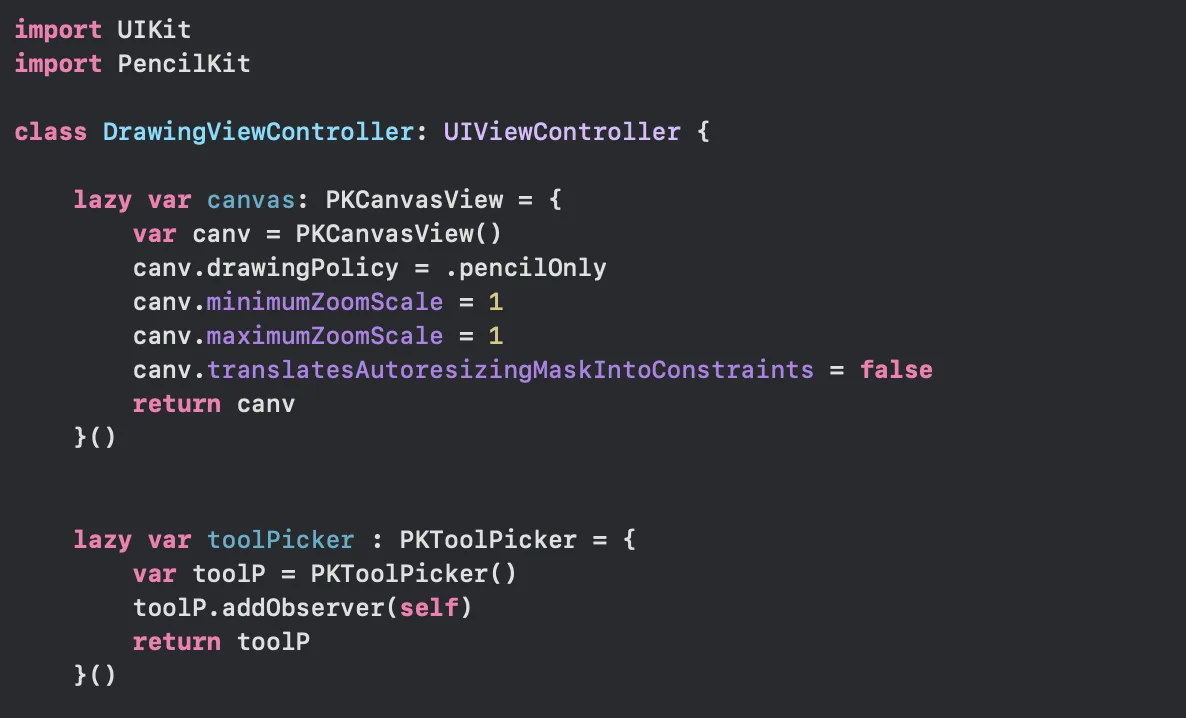 import UIKit
import PencilKit
class DrawingViewController: UIViewController {
lazy var canvas: PKCanvasView = {
var canv = PKCanvasView()
canv.drawingPolicy = .pencilOnly
canv.minimumZoomScale = 1
canv.maximumZoomScale = 1
canv.translatesAutoresizingMaskIntoConstraints = false
return canv
}()
lazy var toolPicker : PKToolPicker = {
var toolP = PKToolPicker()
toolP.addObserver(self)
return toolP
}()